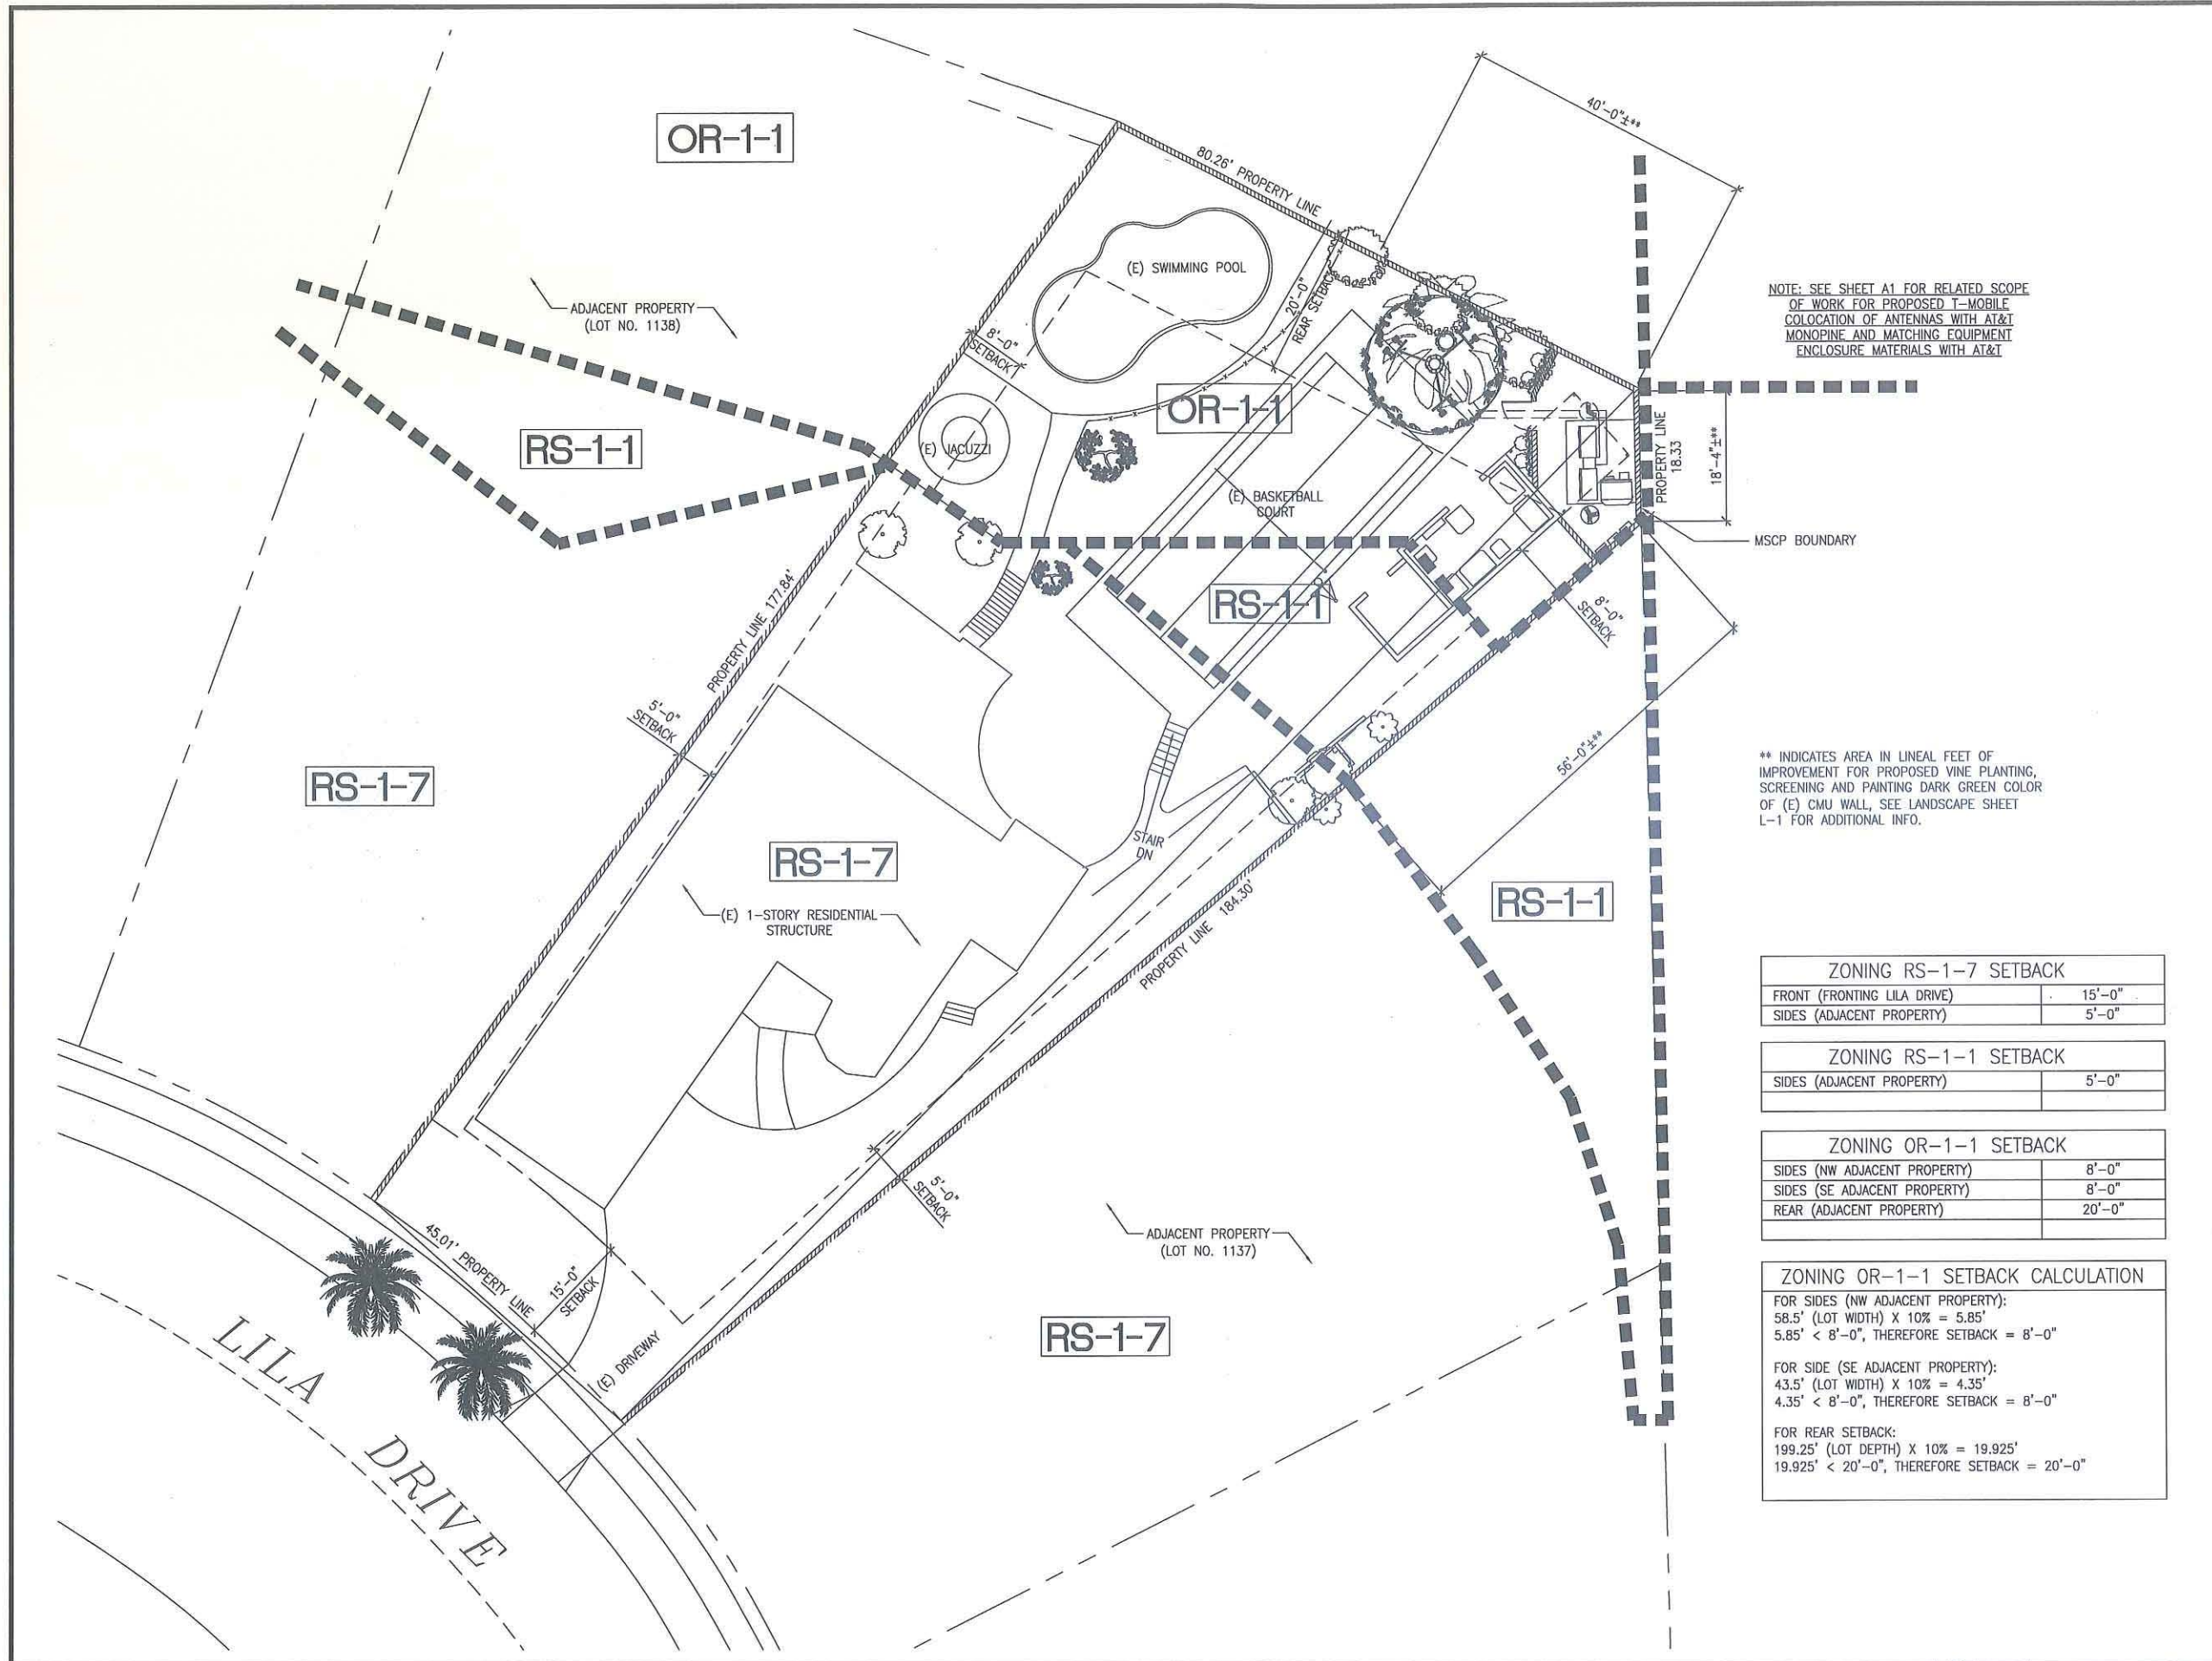 OR-1-1
80.26' PROPERTY LINE
40'-0"±**
(E) SWIMMING POOL
20'-0"
REAR SETBACK
ADJACENT PROPERTY
(LOT NO. 1138)
8'-0"
SETBACK
NOTE: SEE SHEET A1 FOR RELATED SCOPE
OF WORK FOR PROPOSED T-MOBILE
COLOCATION OF ANTENNAS WITH AT&T
MONOPINE AND MATCHING EQUIPMENT
ENCLOSURE MATERIALS WITH AT&T
OR-1-1
RS-1-1
(E) JACUZZI
PROPERTY LINE
18.33
18'-4"±**
(E) BASKETBALL
COURT
MSCP BOUNDARY
RS-1-1
8'-0"
SETBACK
PROPERTY LINE 177.84'
5'-0"
SETBACK
56'-0"±**
** INDICATES AREA IN LINEAL FEET OF
IMPROVEMENT FOR PROPOSED VINE PLANTING,
SCREENING AND PAINTING DARK GREEN COLOR
OF (E) CMU WALL, SEE LANDSCAPE SHEET
L-1 FOR ADDITIONAL INFO.
RS-1-7
STAIR
DN
RS-1-7
(E) 1-STORY RESIDENTIAL
STRUCTURE
RS-1-1
PROPERTY LINE 184.30'
ZONING RS-1-7 SETBACK
FRONT (FRONTING LILA DRIVE) 15'-0"
SIDES (ADJACENT PROPERTY) 5'-0"
ZONING RS-1-1 SETBACK
SIDES (ADJACENT PROPERTY) 5'-0"
ZONING OR-1-1 SETBACK
SIDES (NW ADJACENT PROPERTY) 8'-0"
SIDES (SE ADJACENT PROPERTY) 8'-0"
REAR (ADJACENT PROPERTY) 20'-0"
5'-0"
SETBACK
ADJACENT PROPERTY
(LOT NO. 1137)
45.01' PROPERTY LINE
15'-0"
SETBACK
(E) DRIVEWAY
RS-1-7
LILA DRIVE
ZONING OR-1-1 SETBACK CALCULATION
FOR SIDES (NW ADJACENT PROPERTY):
58.5' (LOT WIDTH) X 10% = 5.85'
5.85' < 8'-0", THEREFORE SETBACK = 8'-0"
FOR SIDE (SE ADJACENT PROPERTY):
43.5' (LOT WIDTH) X 10% = 4.35'
4.35' < 8'-0", THEREFORE SETBACK = 8'-0"
FOR REAR SETBACK:
199.25' (LOT DEPTH) X 10% = 19.925'
19.925' < 20'-0", THEREFORE SETBACK = 20'-0"